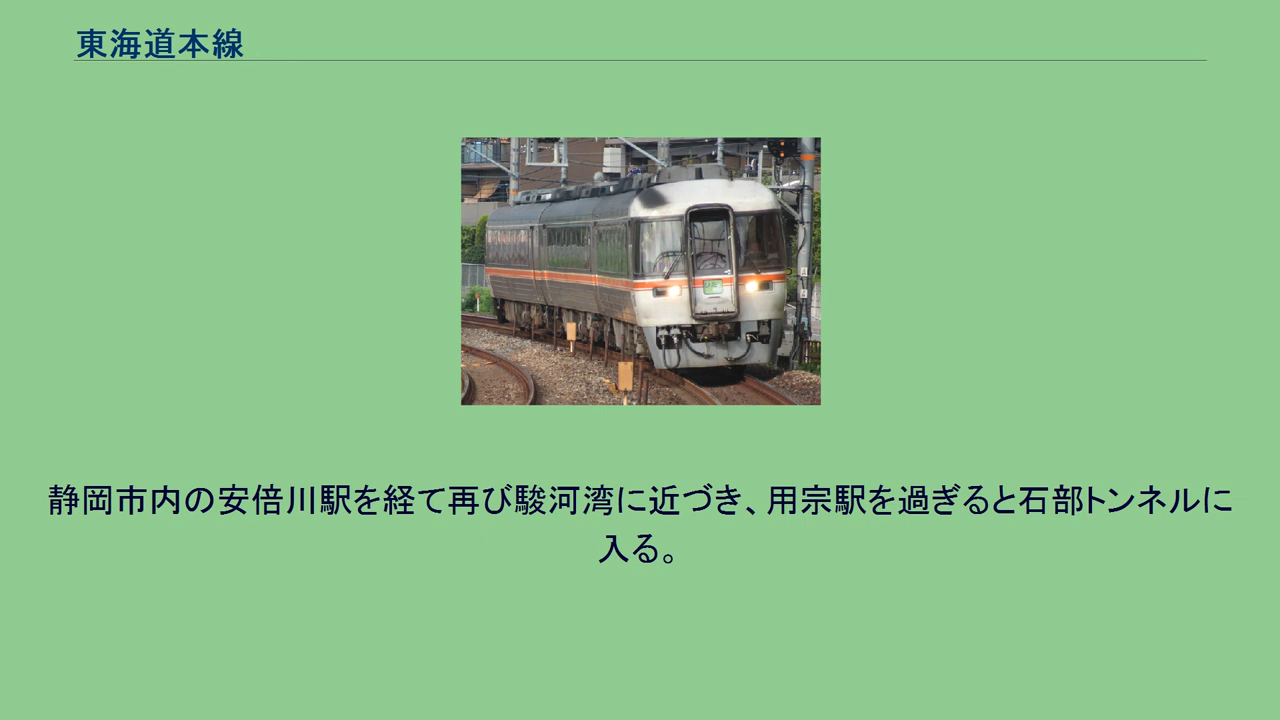 東海道本線
静岡市内の安倍川駅を経て再び駿河湾に近づき、用宗駅を過ぎると石部トンネルに
入る。